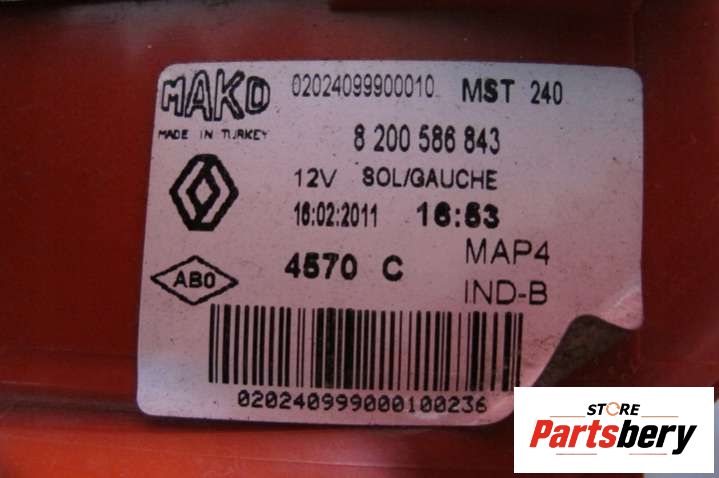 MAKO 02024099900010 MST 240
MADE IN TURKEY 8 200 586 843
12V SOL/GAUCHE
16:02:2011 16:53
4570 C MAP4
ABO IND-B
020240999000100236
STORE
Partsbery